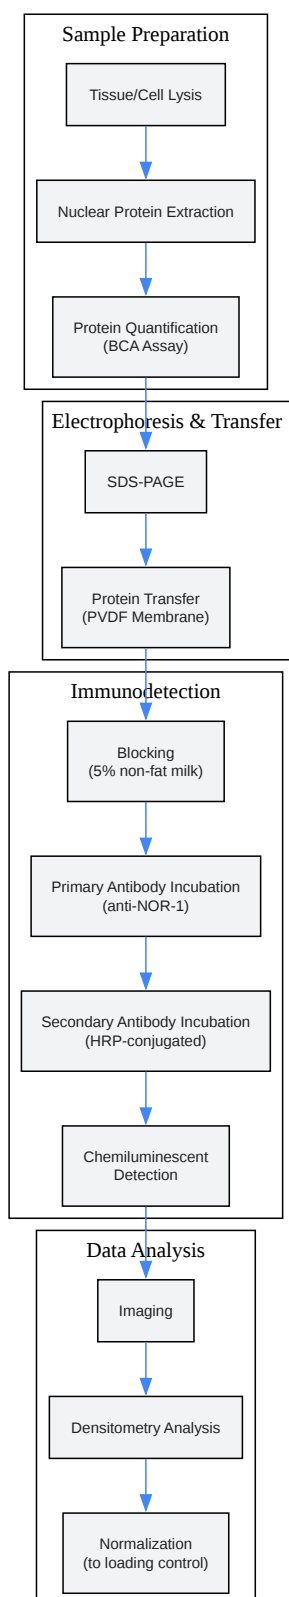 Sample Preparation
Tissue/Cell Lysis
Nuclear Protein Extraction
Protein Quantification
(BCA Assay)
Electrophoresis & Transfer
SDS-PAGE
Protein Transfer
(PVDF Membrane)
Immunodetection
Blocking
(5% non-fat milk)
Primary Antibody Incubation
(anti-NOR-1)
Secondary Antibody Incubation
(HRP-conjugated)
Chemiluminescent
Detection
Data Analysis
Imaging
Densitometry Analysis
Normalization
(to loading control)